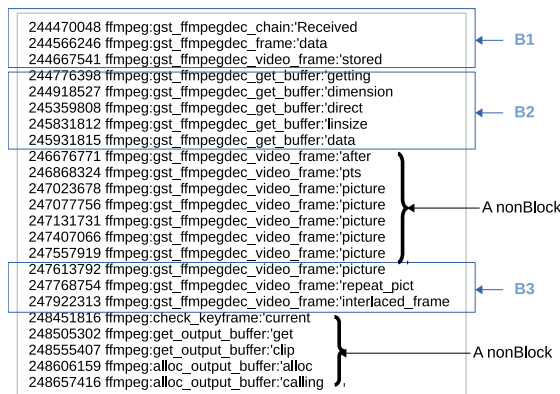 244470048 ffmpeg:gst_ffmpegdec_chain:'Received
244566246 ffmpeg:gst_ffmpegdec_frame:'data
244667541 ffmpeg:gst_ffmpegdec_video_frame:'stored
B1
244776398 ffmpeg:gst_ffmpegdec_get_buffer:'getting
244918527 ffmpeg:gst_ffmpegdec_get_buffer:'dimension
245359808 ffmpeg:gst_ffmpegdec_get_buffer:'direct
245831812 ffmpeg:gst_ffmpegdec_get_buffer:'linsize
245931815 ffmpeg:gst_ffmpegdec_get_buffer:'data
B2
246676771 ffmpeg:gst_ffmpegdec_video_frame:'after
246868324 ffmpeg:gst_ffmpegdec_video_frame:'pts
247023678 ffmpeg:gst_ffmpegdec_video_frame:'picture
247077756 ffmpeg:gst_ffmpegdec_video_frame:'picture
247131731 ffmpeg:gst_ffmpegdec_video_frame:'picture
247407066 ffmpeg:gst_ffmpegdec_video_frame:'picture
247557919 ffmpeg:gst_ffmpegdec_video_frame:'picture
A nonBlock
247613792 ffmpeg:gst_ffmpegdec_video_frame:'picture
247768754 ffmpeg:gst_ffmpegdec_video_frame:'repeat_pict
247922313 ffmpeg:gst_ffmpegdec_video_frame:'interlaced_frame
B3
248451816 ffmpeg:check_keyframe:'current
248505302 ffmpeg:get_output_buffer:'get
248555407 ffmpeg:get_output_buffer:'clip
248606159 ffmpeg:alloc_output_buffer:'alloc
248657416 ffmpeg:alloc_output_buffer:'calling
A nonBlock